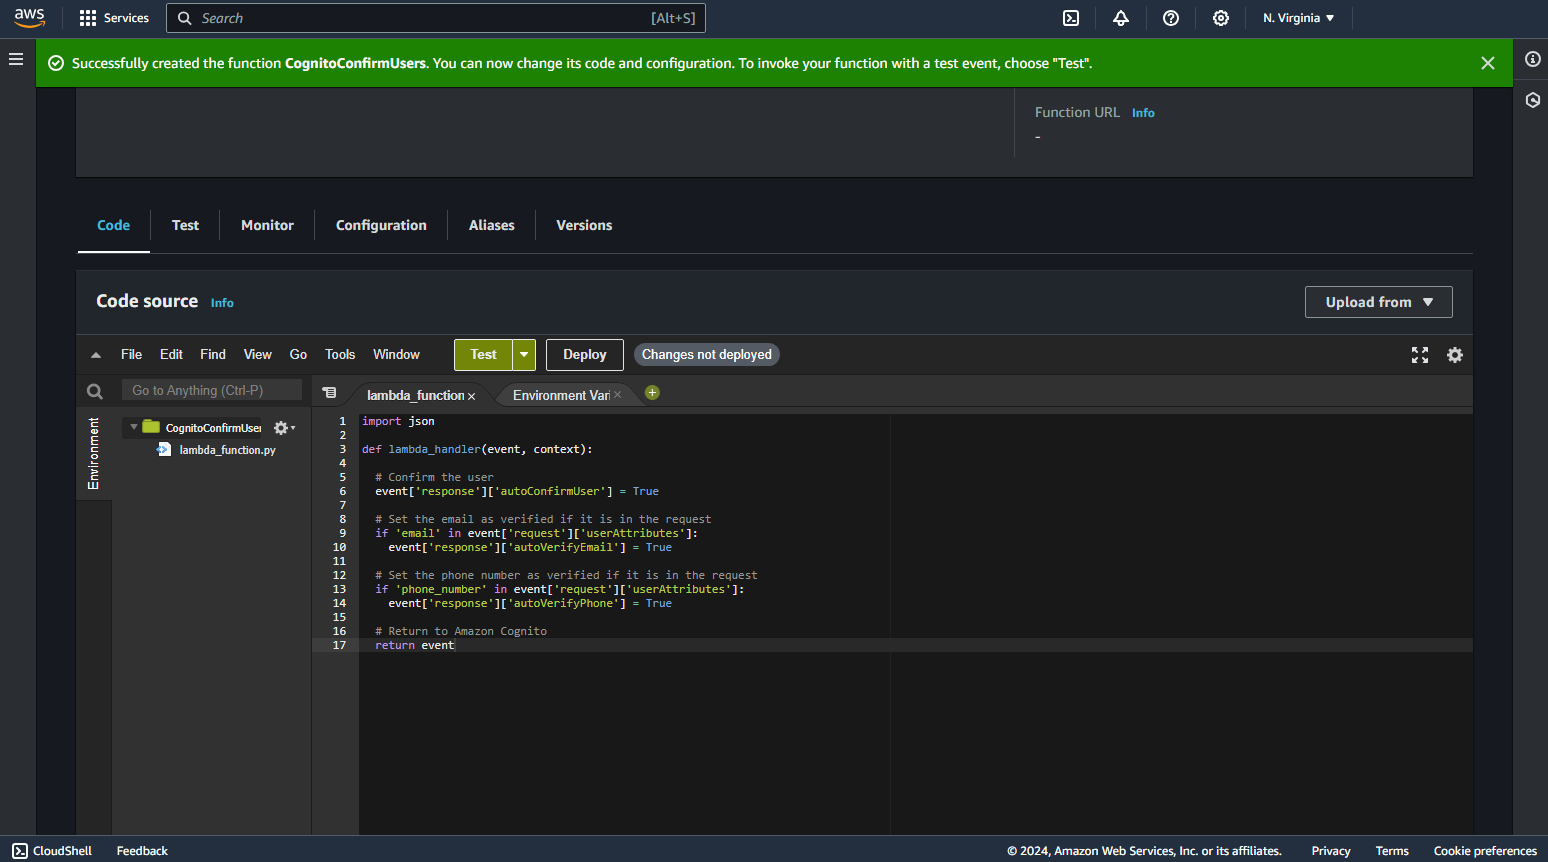 aws
Services
Search
[Alt+S]
N. Virginia
Successfully created the function CognitoConfirmUsers. You can now change its code and configuration. To invoke your function with a test event, choose "Test".
Function URL Info
-
Code
Test
Monitor
Configuration
Aliases
Versions
Code source Info
Upload from
File Edit Find View Go Tools Window
Test
Deploy
Changes not deployed
Go to Anything (Ctrl-P)
lambda_function
Environment Vari
Environment
CognitoConfirmUser
lambda_function.py
1 import json
2
3 def lambda_handler(event, context):
4
5   # Confirm the user
6   event['response']['autoConfirmUser'] = True
7
8   # Set the email as verified if it is in the request
9   if 'email' in event['request']['userAttributes']:
10     event['response']['autoVerifyEmail'] = True
11
12   # Set the phone number as verified if it is in the request
13   if 'phone_number' in event['request']['userAttributes']:
14     event['response']['autoVerifyPhone'] = True
15
16   # Return to Amazon Cognito
17   return event
CloudShell
Feedback
© 2024, Amazon Web Services, Inc. or its affiliates.
Privacy
Terms
Cookie preferences